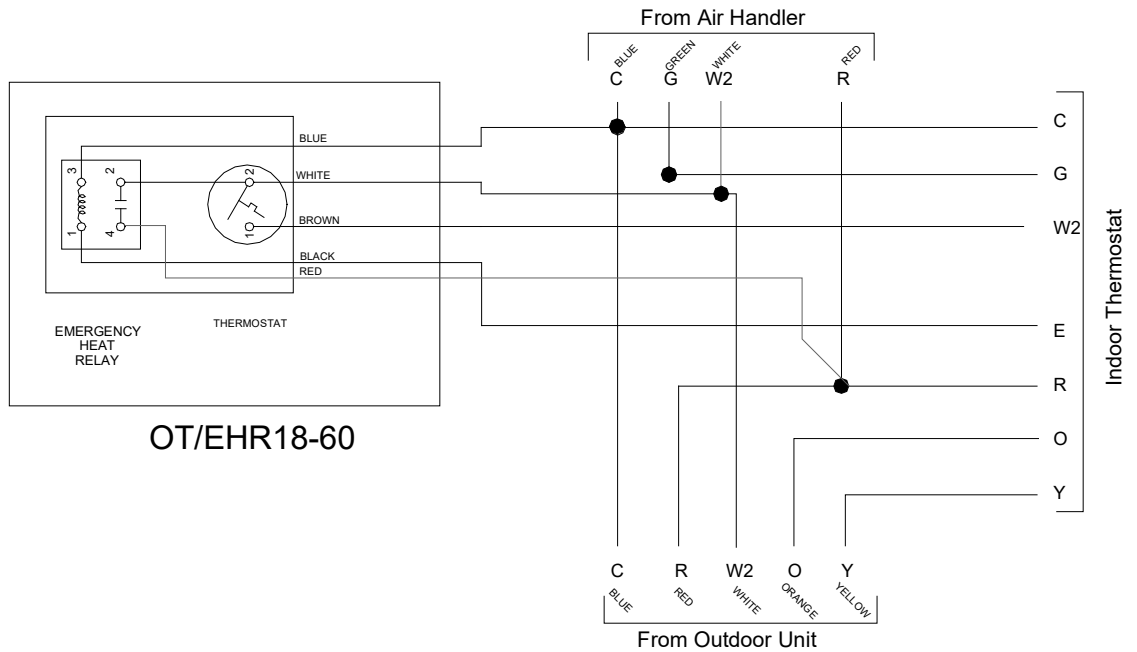 From Air Handler
BLUE
GREEN
WHITE
RED
C
G
W2
R
C
G
W2
E
R
O
Y
Indoor Thermostat
BLUE
WHITE
BROWN
BLACK
RED
3
2
1
4
2
1
EMERGENCY
HEAT
RELAY
THERMOSTAT
OT/EHR18-60
C
R
W2
O
Y
BLUE
RED
WHITE
ORANGE
YELLOW
From Outdoor Unit